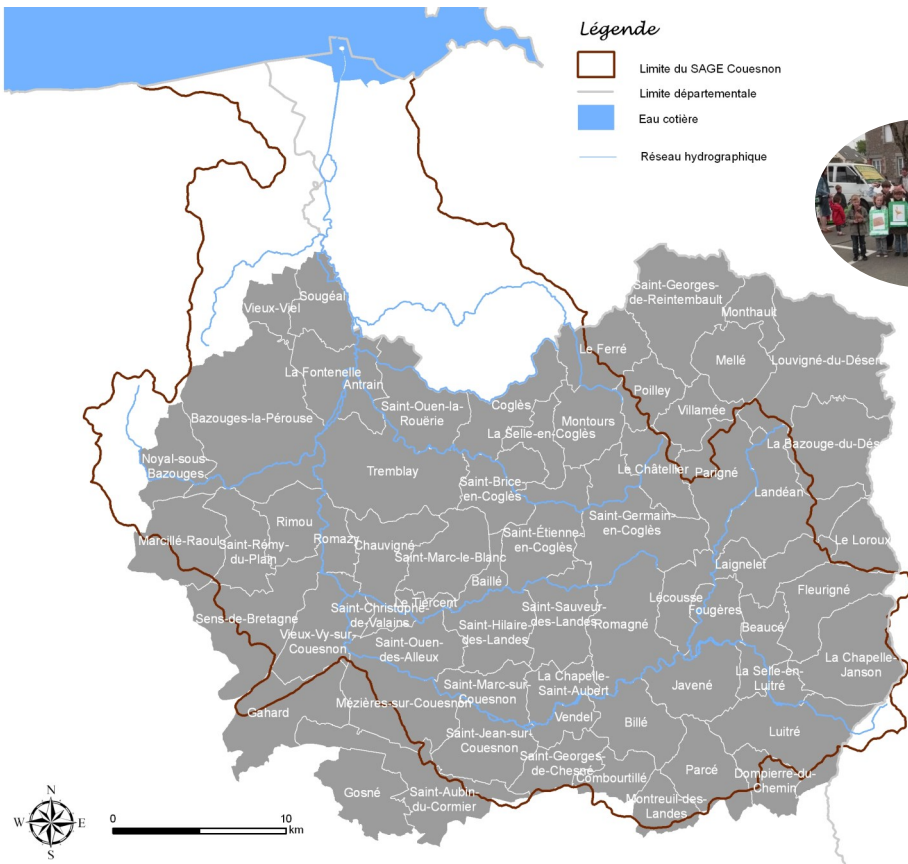 Légende
Limite du SAGE Couesnon
Limite départementale
Eau cotière
Réseau hydrographique
Saint-Georges-
de-Reintembault
Monthault
Sougéal
Vieux-Viel
Le Ferré
Mellé
Louvigné-du-Déser
La Fontenelle
Antrain
Poilley
Villamée
Bazouges-la-Pérouse
Saint-Ouen-la-
Rouërie
Coglès
Montours
La Selle-en-Coglès
La Bazouge-du-Dés
Noyal-sous-
Bazouges
Tremblay
Le Châtellier
Parigné
Saint-Brice-
en-Coglès
Landéan
Marcillé-Raoul
Rimou
Saint-Rémy-
du-Plain
Romazy
Chauvigné
Saint-Étienne-
en-Coglès
Saint-Germain-
en-Coglès
Le Loroux
Saint-Marc-le-Blanc
Baillé
Laignelet
Fleurigné
Le Tiercent
Saint-Christophe-
de-Valains
Sens-de-Bretagne
Saint-Sauveur-
des-Landes
Lécousse
Fougères
Romagné
Saint-Hilaire-
des-Landes
Beaucé
Vieux-Vy-sur-
Couesnon
Saint-Ouen-
des-Alleux
La Chapelle-
Janson
La Chapelle-
Saint-Aubert
La Selle-en-
Luitré
Saint-Marc-sur-
Couesnon
Javené
Mézières-sur-Couesnon
Gahard
Vendel
Billé
Luitré
Saint-Jean-sur-
Couesnon
Saint-Georges-
de-Chesné
Combourtillé
Parcé
Dompierre-du-
Chemin
Gosné
Saint-Aubin-
du-Cormier
Montreuil-des-
Landes
N
W E
S
0 10
km